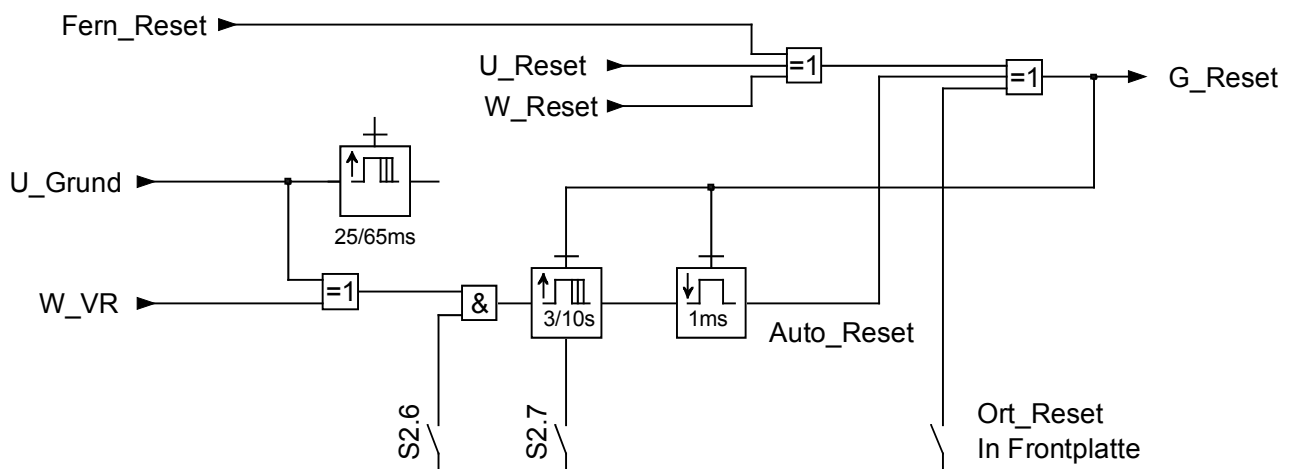 Fern_Reset
U_Reset
=1
=1
G_Reset
W_Reset
U_Grund
25/65ms
W_VR
=1
&
3/10s
1ms
Auto_Reset
S2.6
S2.7
Ort_Reset
In Frontplatte